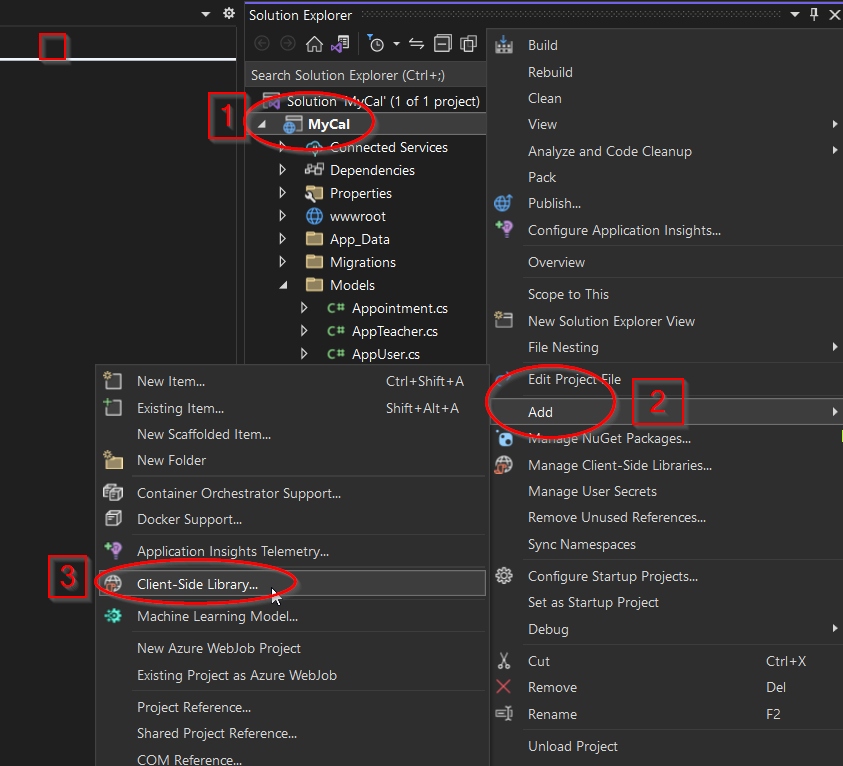 Solution Explorer
Search Solution Explorer (Ctrl+;)
Solution 'MyCal' (1 of 1 project)
1
MyCal
Connected Services
Dependencies
Properties
wwwroot
App_Data
Migrations
Models
C# Appointment.cs
C# AppTeacher.cs
C# AppUser.cs
Build
Rebuild
Clean
View
Analyze and Code Cleanup
Pack
Publish...
Configure Application Insights...
Overview
Scope to This
New Solution Explorer View
File Nesting
Edit Project File
Add
2
Manage NuGet Packages...
Manage Client-Side Libraries...
Manage User Secrets
Remove Unused References...
Sync Namespaces
Configure Startup Projects...
Set as Startup Project
Debug
Cut Ctrl+X
Remove Del
Rename F2
Unload Project
New Item... Ctrl+Shift+A
Existing Item... Shift+Alt+A
New Scaffolded Item...
New Folder
Container Orchestrator Support...
Docker Support...
Application Insights Telemetry...
3
Client-Side Library...
Machine Learning Model...
New Azure WebJob Project
Existing Project as Azure WebJob
Project Reference...
Shared Project Reference...
COM Reference...